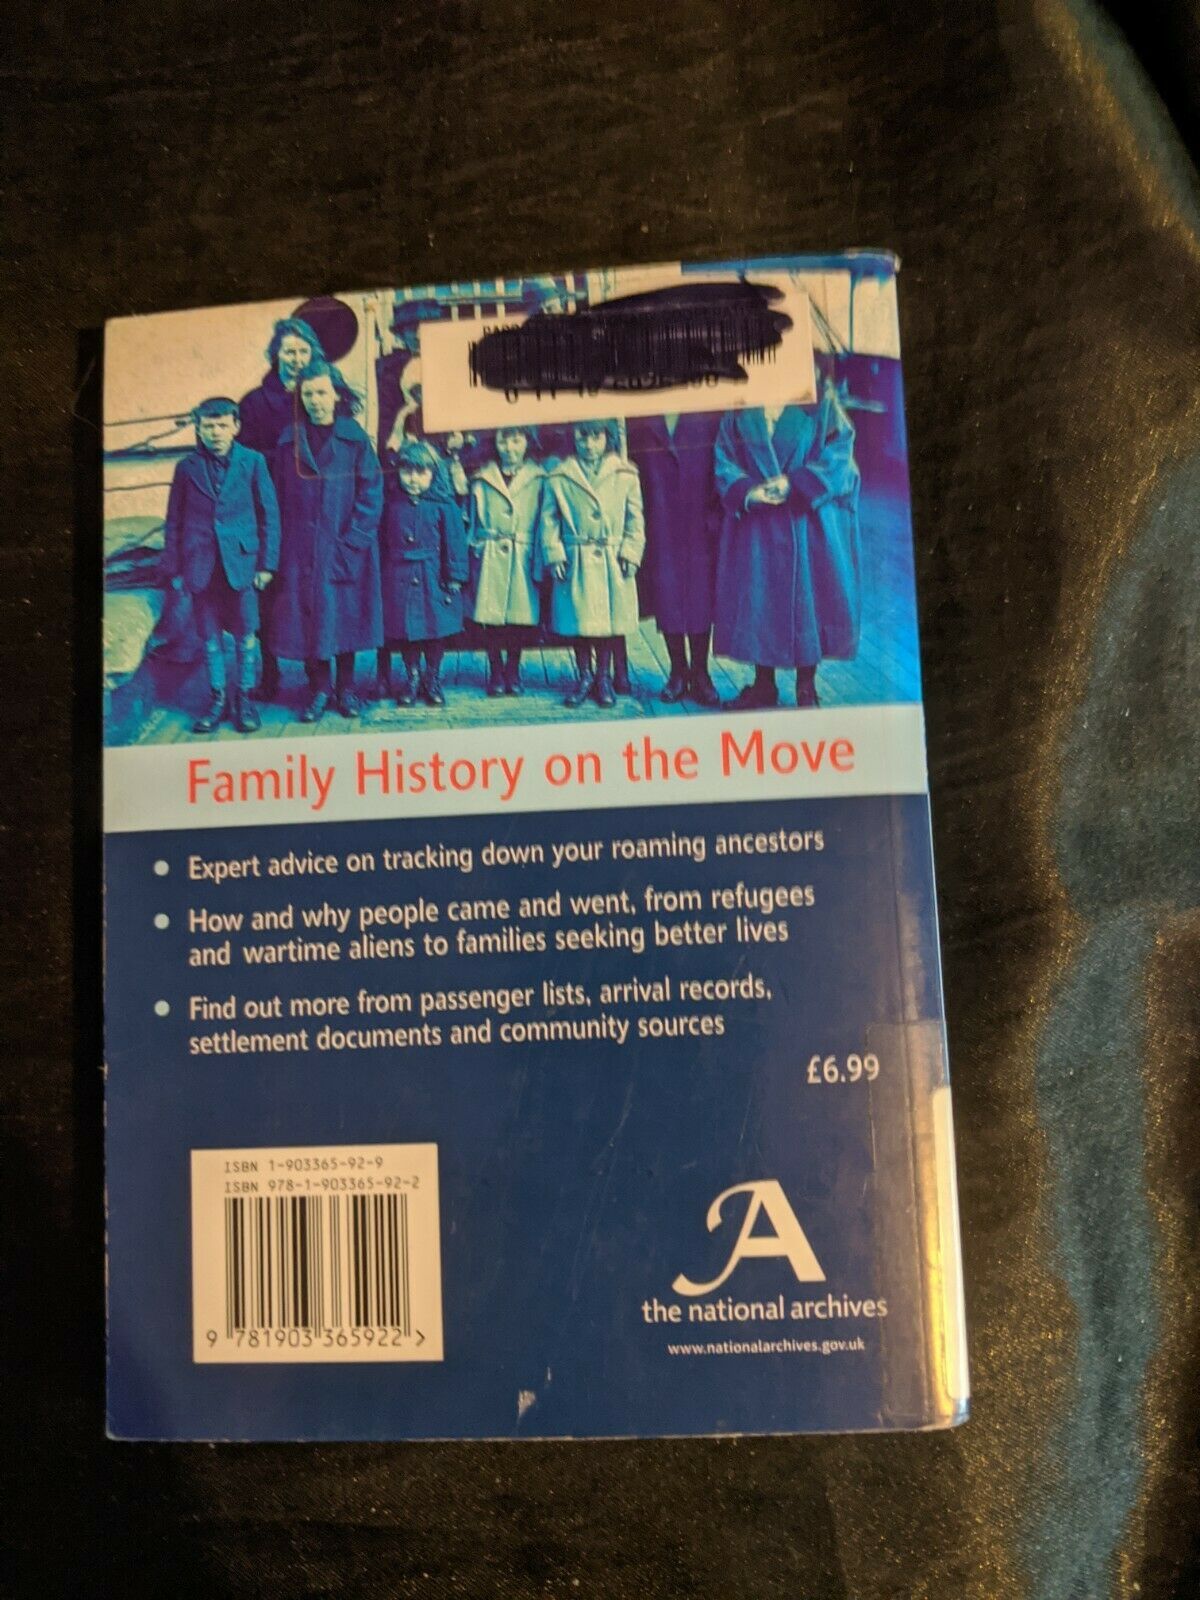 Family History on the Move
• Expert advice on tracking down your roaming ancestors
• How and why people came and went, from refugees
and wartime aliens to families seeking better lives
• Find out more from passenger lists, arrival records,
settlement documents and community sources
£6.99
ISBN 1-903365-92-9
ISBN 978-1-903365-92-2
9 781903 365922 >
A
the national archives
www.nationalarchives.gov.uk